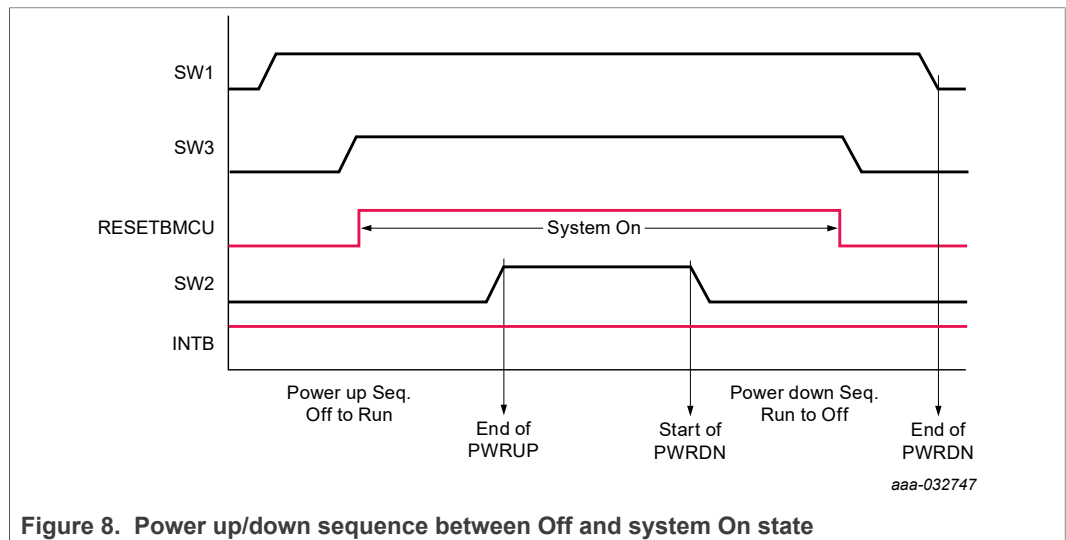 SW1
SW3
RESETBMCU
System On
SW2
INTB
Power up Seq.
Off to Run
End of
PWRUP
Start of
PWRDN
Power down Seq.
Run to Off
End of
PWRDN
aaa-032747
Figure 8. Power up/down sequence between Off and system On state